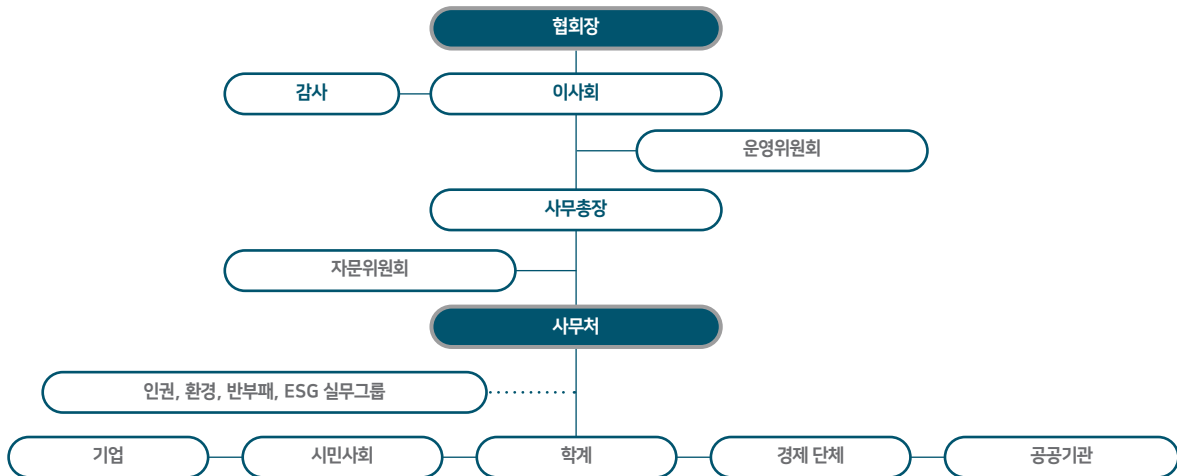 협회장
감사
이사회
운영위원회
사무총장
자문위원회
사무처
인권, 환경, 반부패, ESG 실무그룹
기업
시민사회
학계
경제 단체
공공기관